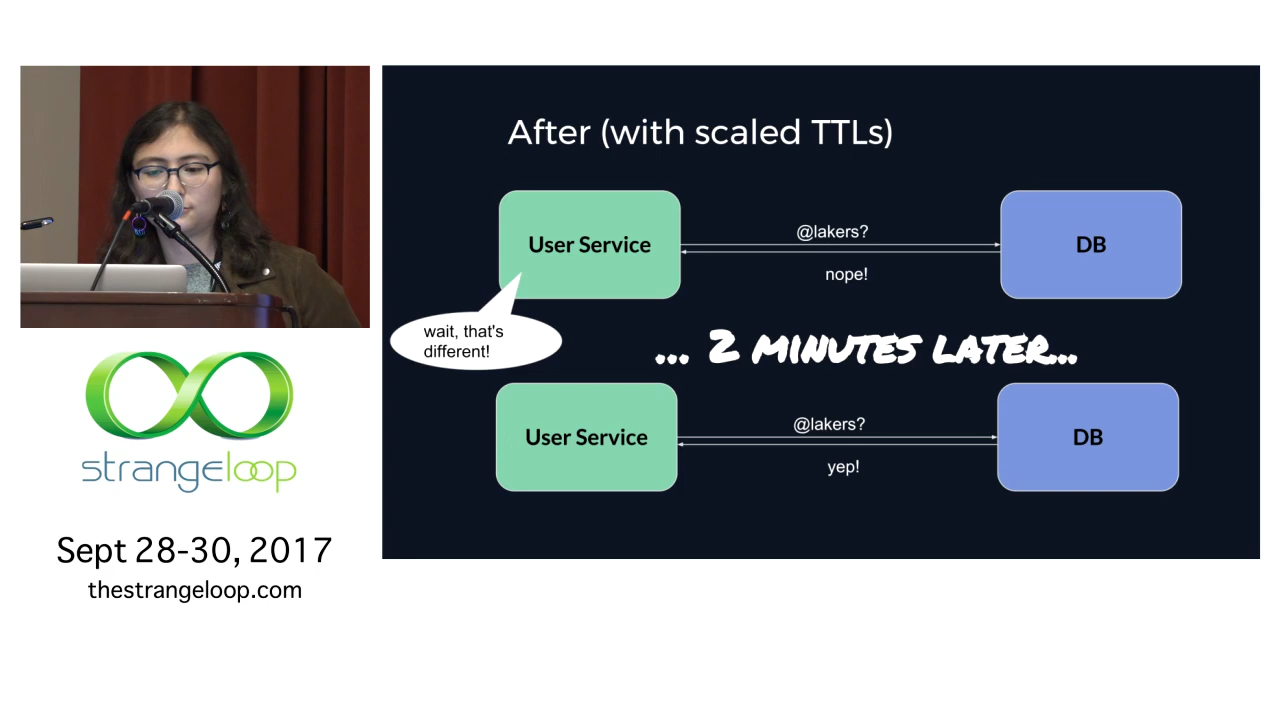 After (with scaled TTLs)
User Service
@lakers?
nope!
DB
wait, that's
different!
... 2 MINUTES LATER...
User Service
@lakers?
yep!
DB
strangeloop
Sept 28-30, 2017
thestrangeloop.com